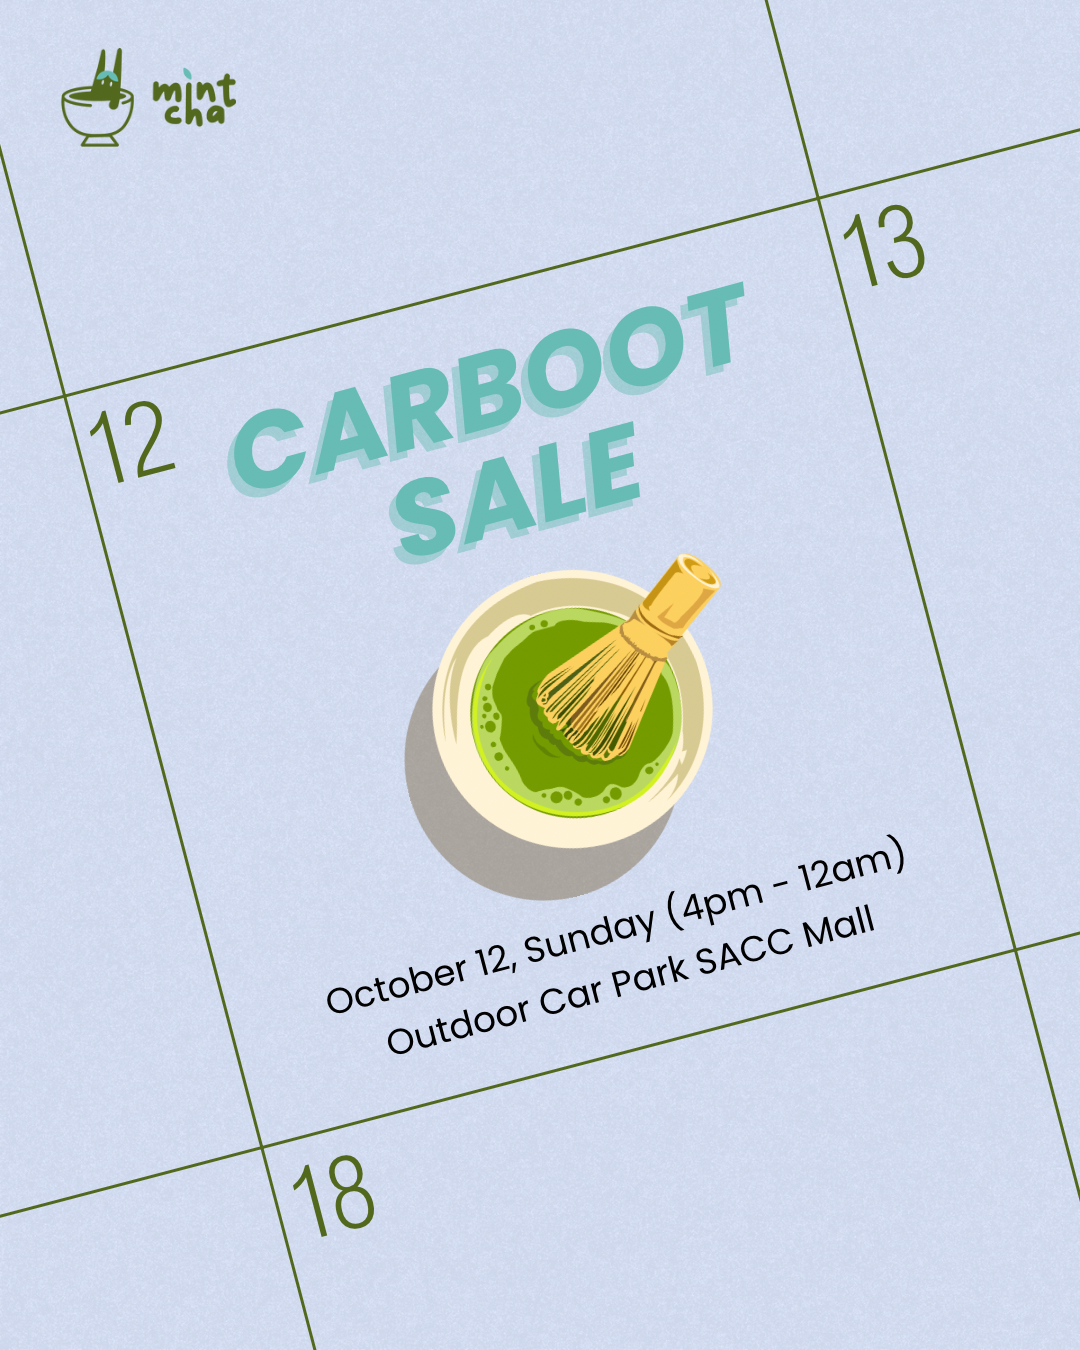 mint
cha
13
12
CARBOOT
SALE
October 12, Sunday (4pm - 12am)
Outdoor Car Park SACC Mall
18